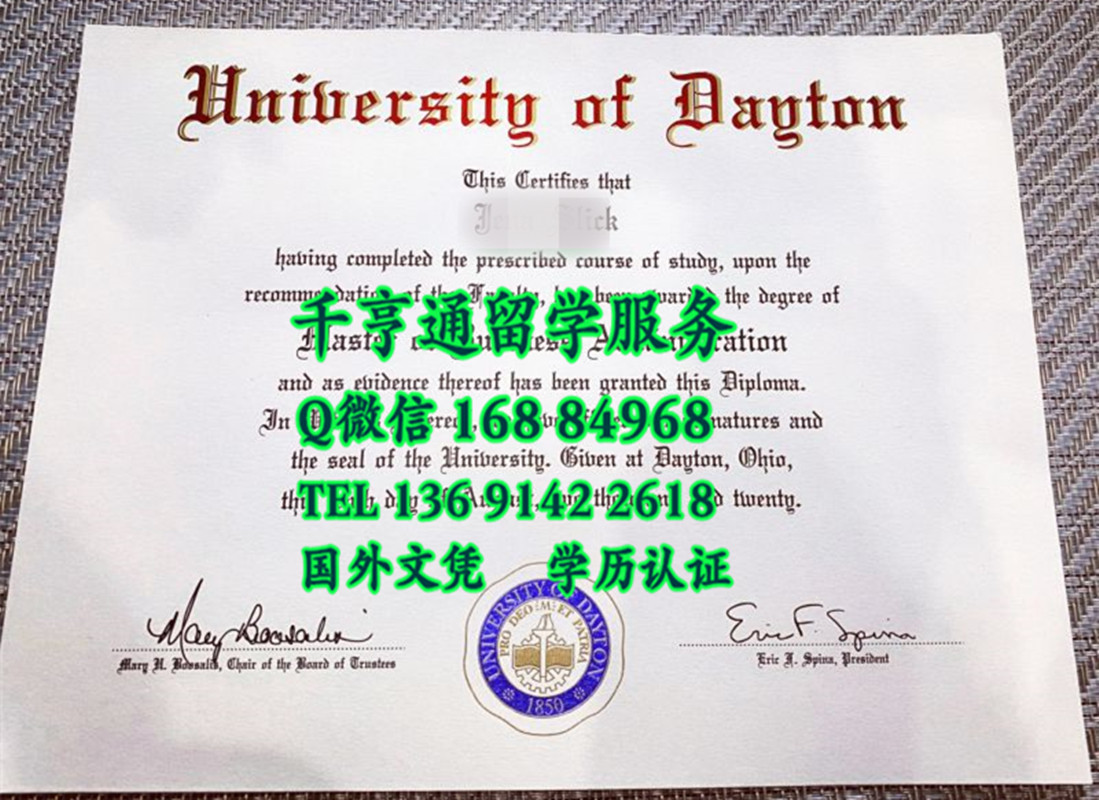 University of Dayton
This Certifies that
having completed the prescribed course of study, upon the
the degree of
千亨通留学服务
and as evidence thereof has been granted this Diploma.
In and
Q微信 168 84968
the seal of the University. Given at Dayton, Ohio,
twenty.
TEL 136 9142 2618
国外文凭 学历认证
Mary H. Bossalis, Chair of the Board of Trustees
Eric F. Spina
Eric F. Spina, President
UNIVERSITY OF DAYTON
PRO DEO ET PATRIA
1850